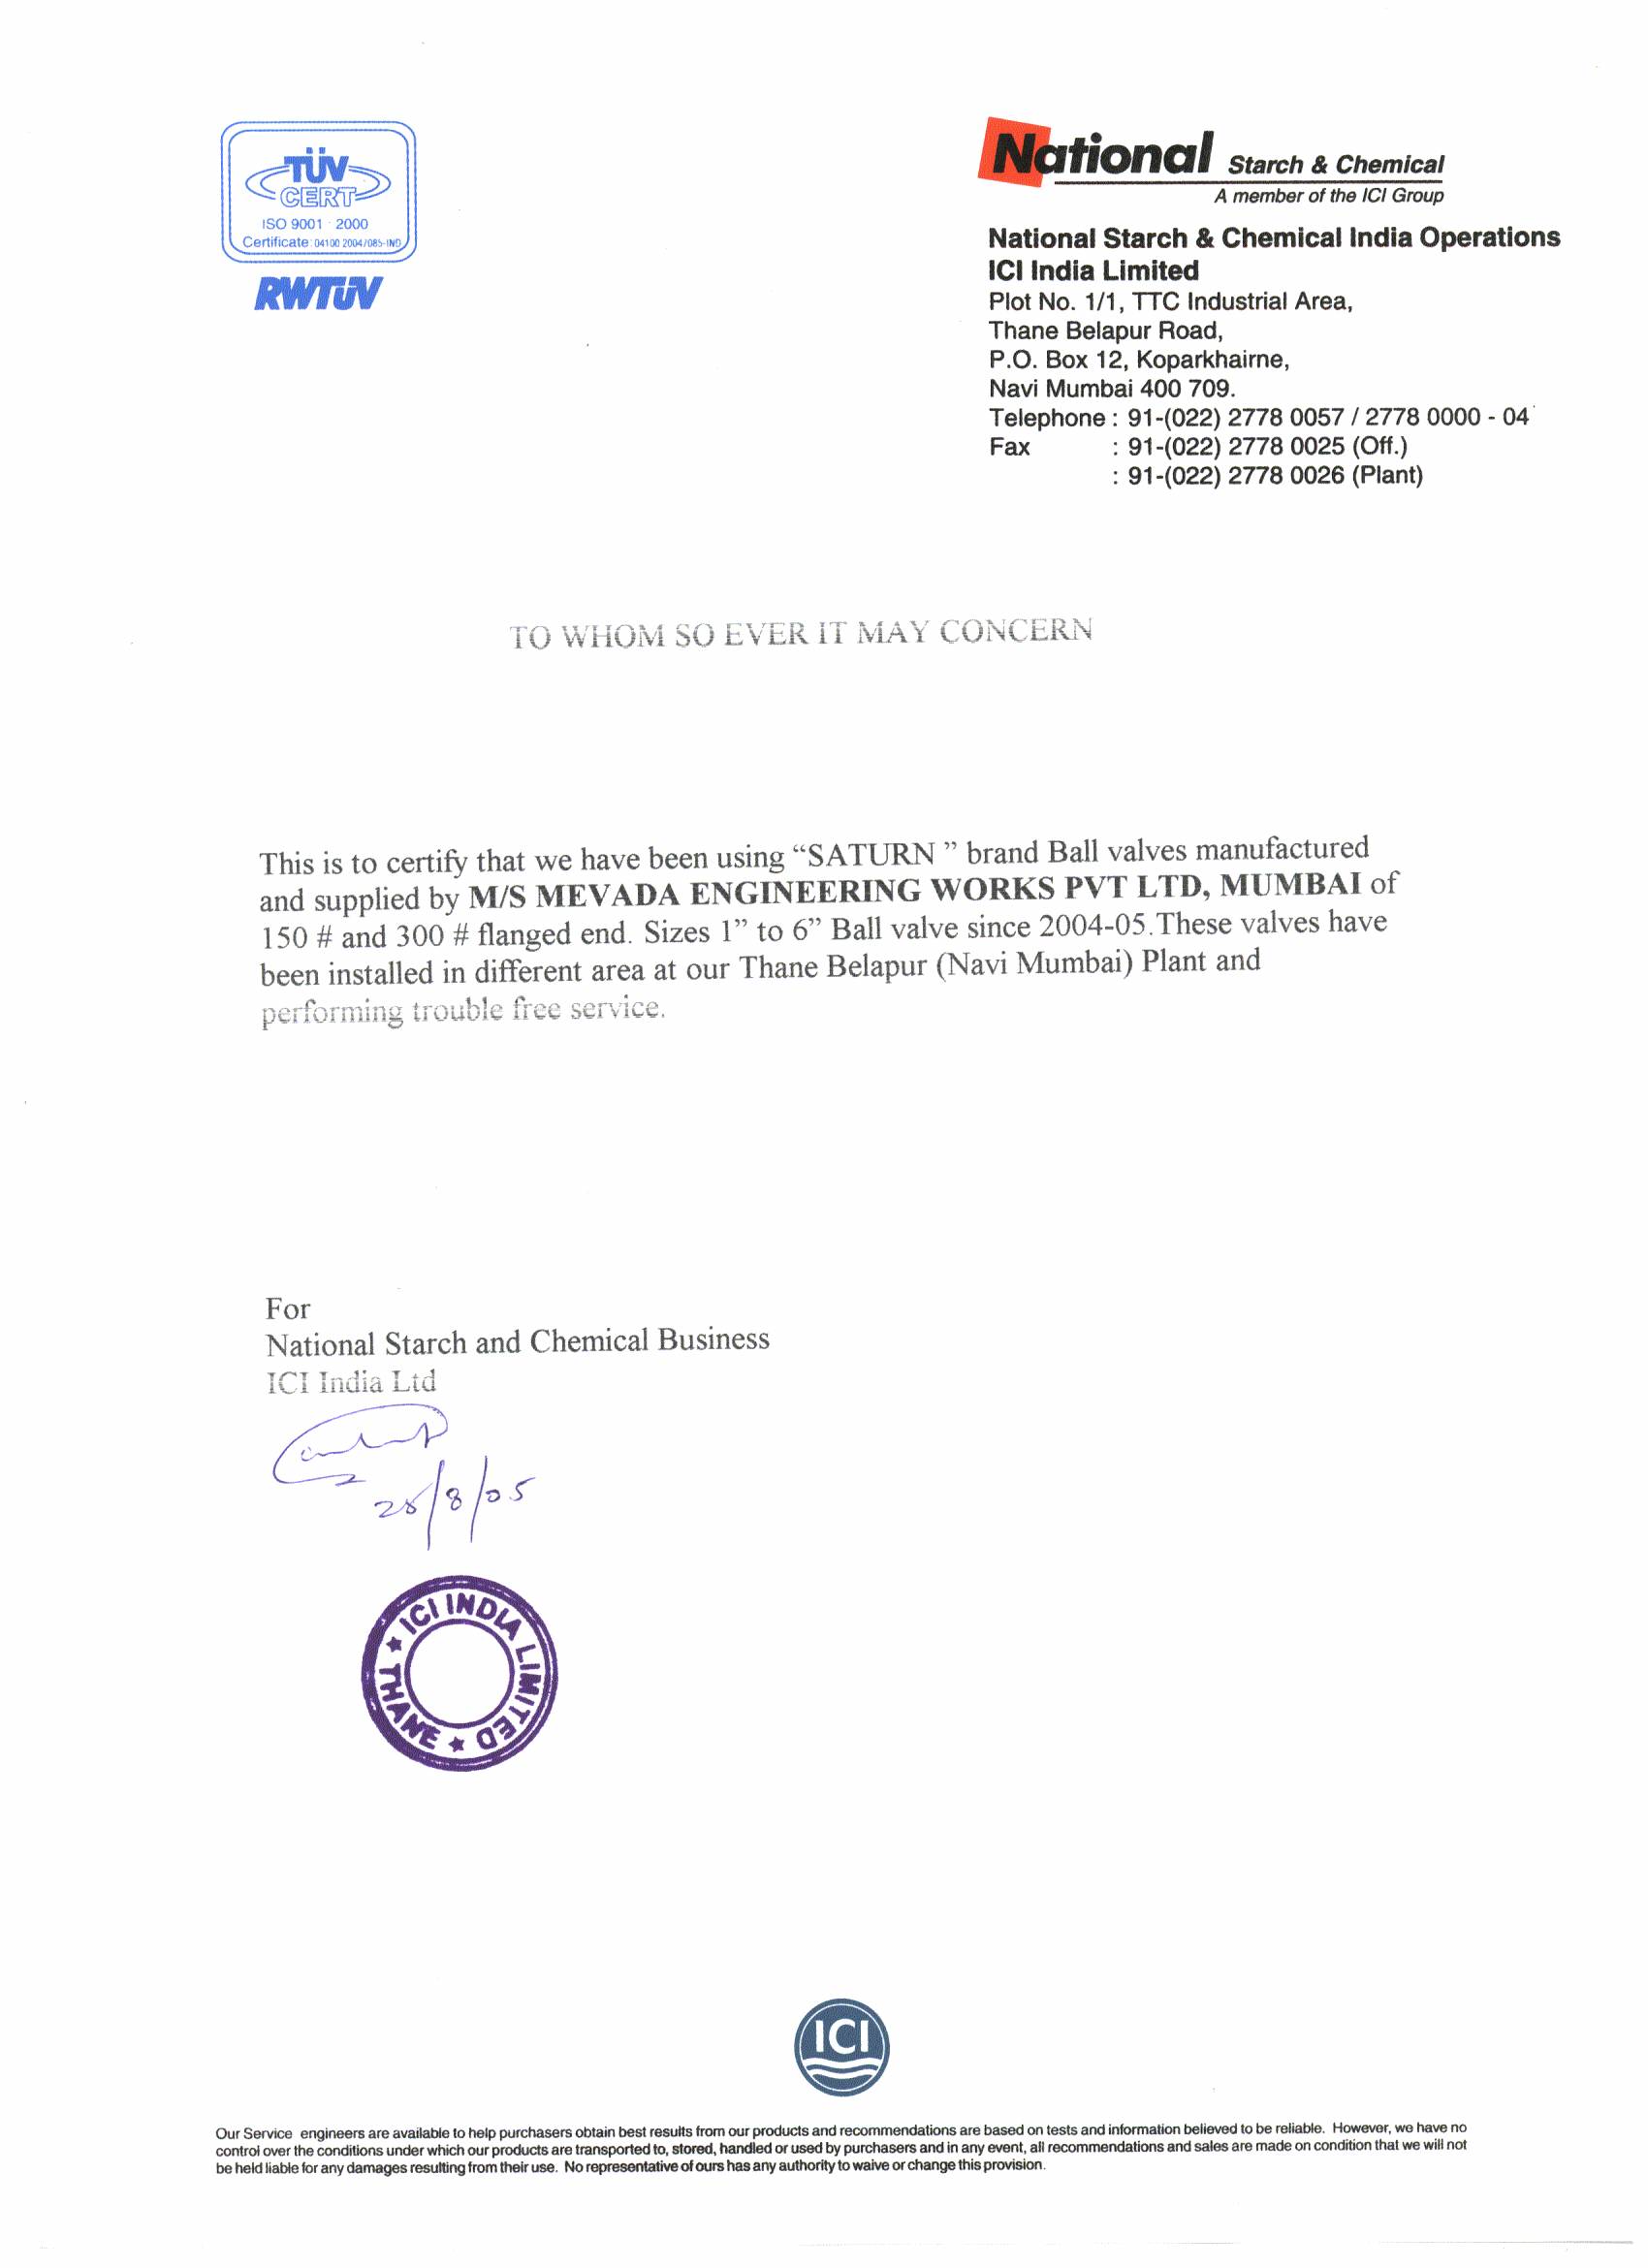 TÜV
CERT
ISO 9001 : 2000
Certificate: 04100 2004/085-IND
RWTÜV
National Starch & Chemical
A member of the ICI Group
National Starch & Chemical India Operations
ICI India Limited
Plot No. 1/1, TTC Industrial Area,
Thane Belapur Road,
P.O. Box 12, Koparkhairne,
Navi Mumbai 400 709.
Telephone : 91-(022) 2778 0057 / 2778 0000 - 04
Fax : 91-(022) 2778 0025 (Off.)
: 91-(022) 2778 0026 (Plant)
TO WHOM SO EVER IT MAY CONCERN
This is to certify that we have been using “SATURN ” brand Ball valves manufactured
and supplied by M/S MEVADA ENGINEERING WORKS PVT LTD, MUMBAI of
150 # and 300 # flanged end. Sizes 1” to 6” Ball valve since 2004-05.These valves have
been installed in different area at our Thane Belapur (Navi Mumbai) Plant and
performing trouble free service.
For
National Starch and Chemical Business
ICI India Ltd
28/8/05
ICI INDIA LIMITED
★ THANE ★
ICI
Our Service engineers are available to help purchasers obtain best results from our products and recommendations are based on tests and information believed to be reliable. However, we have no
control over the conditions under which our products are transported to, stored, handled or used by purchasers and in any event, all recommendations and sales are made on condition that we will not
be held liable for any damages resulting from their use. No representative of ours has any authority to waive or change this provision.